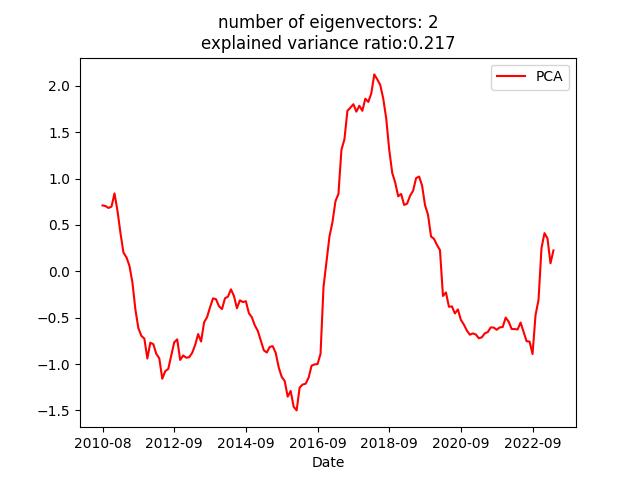 number of eigenvectors: 2
explained variance ratio:0.217
PCA
2.0
1.5
1.0
0.5
0.0
−0.5
−1.0
−1.5
2010-08 2012-09 2014-09 2016-09 2018-09 2020-09 2022-09
Date